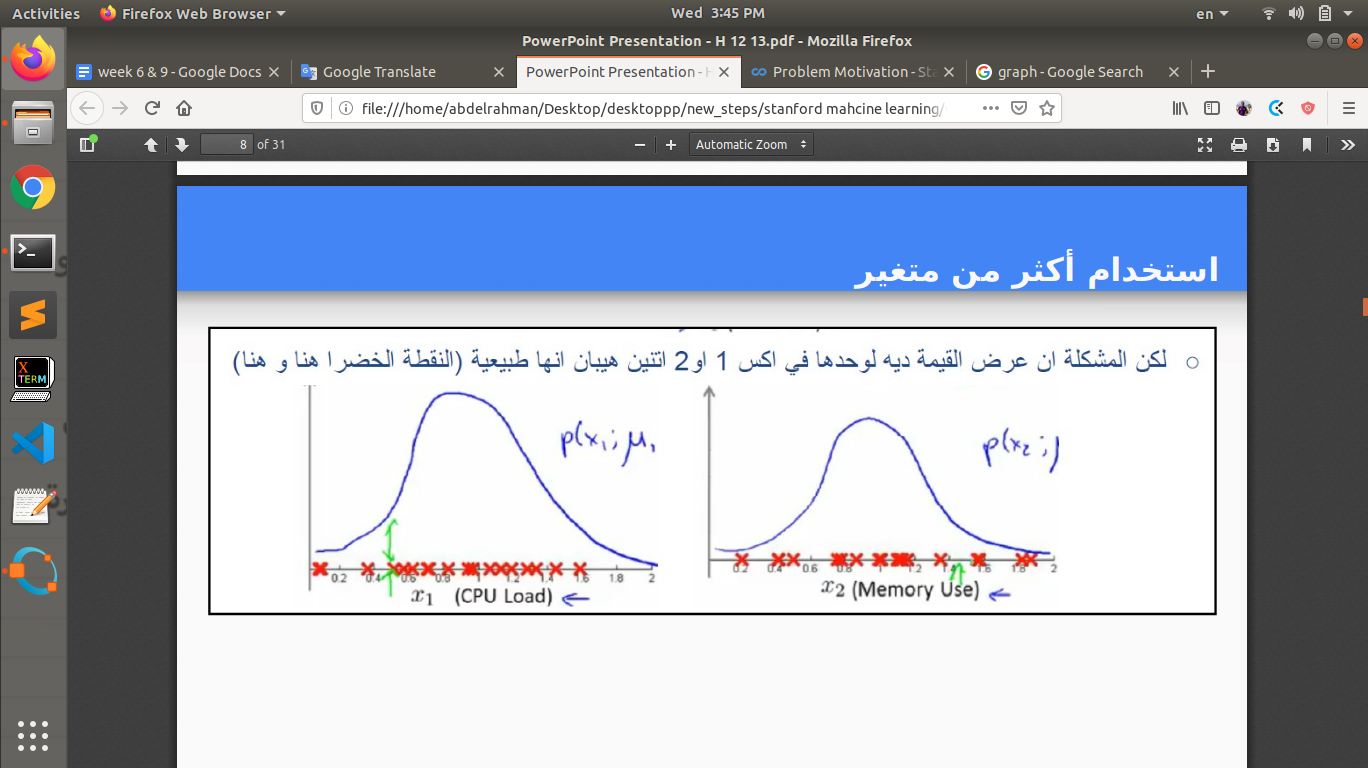 Activities Firefox Web Browser Wed 3:45 PM en
PowerPoint Presentation - H 12 13.pdf - Mozilla Firefox
week 6 & 9 - Google Docs Google Translate PowerPoint Presentation - H Problem Motivation - Sta graph - Google Search
file:///home/abdelrahman/Desktop/desktoppp/new_steps/stanford mahcine learning/
8 of 31 Automatic Zoom
استخدام أكثر من متغير
لكن المشكلة ان عرض القيمة ديه لوحدها في اكس 1 او2 اتنين هيبان انها طبيعية (النقطة الخضرا هنا و هنا)
p(x₁; μ₁
p(x₂;
0.2 0.4 0.6 0.8 1 1.2 1.4 1.6 1.8 2
0.2 0.4 0.6 0.8 1 1.2 1.4 1.6 1.8 2
x₁ (CPU Load)
x₂ (Memory Use)
X TERM